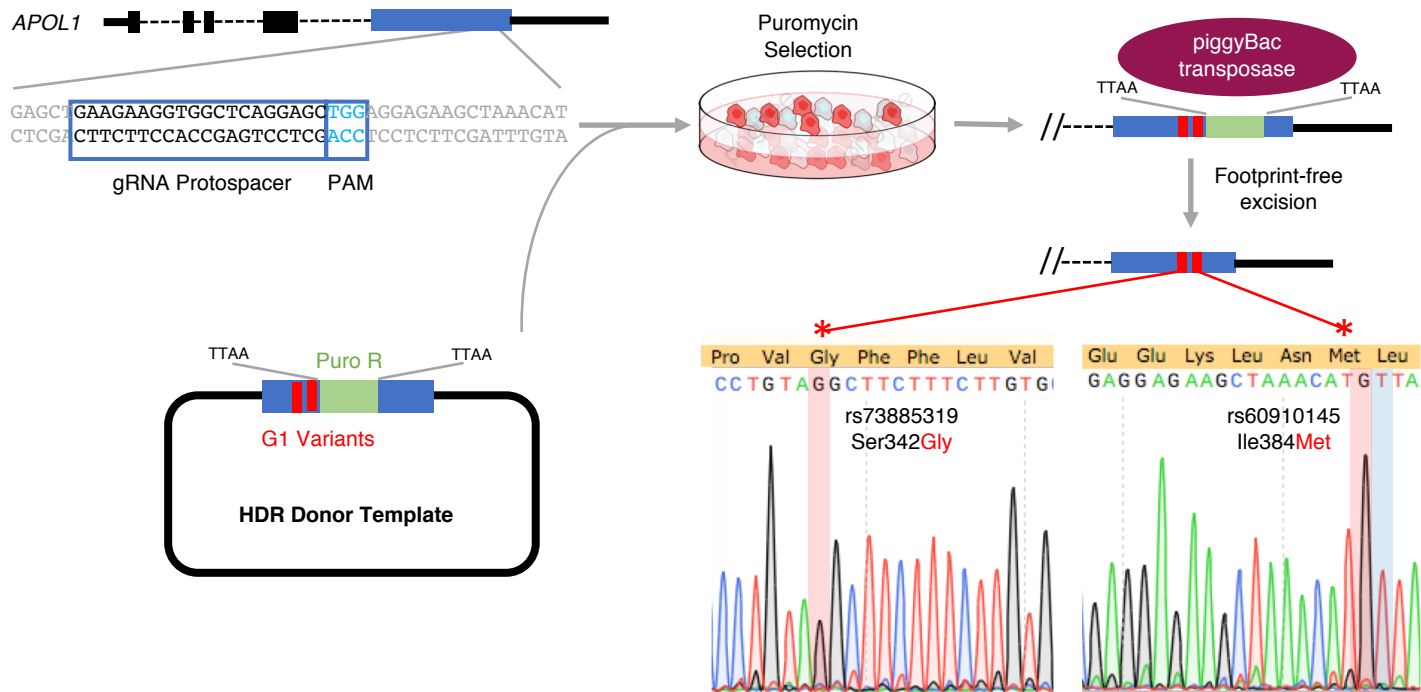 APOL1
GAGCTGAAGAAGGTGGCTCAGGAGCTGGAGGAGAAGCTAAACAT
CTCGACTTCTTCCACCGAGTCCTCGACCTCCTCTTCGATTTGTA
gRNA Protospacer PAM
Puromycin
Selection
piggyBac
transposase
TTAA TTAA
//
Footprint-free
excision
//
TTAA Puro R TTAA
G1 Variants
HDR Donor Template
* *
Pro Val Gly Phe Phe Leu Val
CCTGTAGGCTTCTTTCTTGTG
rs73885319
Ser342Gly
Glu Glu Lys Leu Asn Met Leu
GAGGAGAAGCTAAACATGTTA
rs60910145
Ile384Met